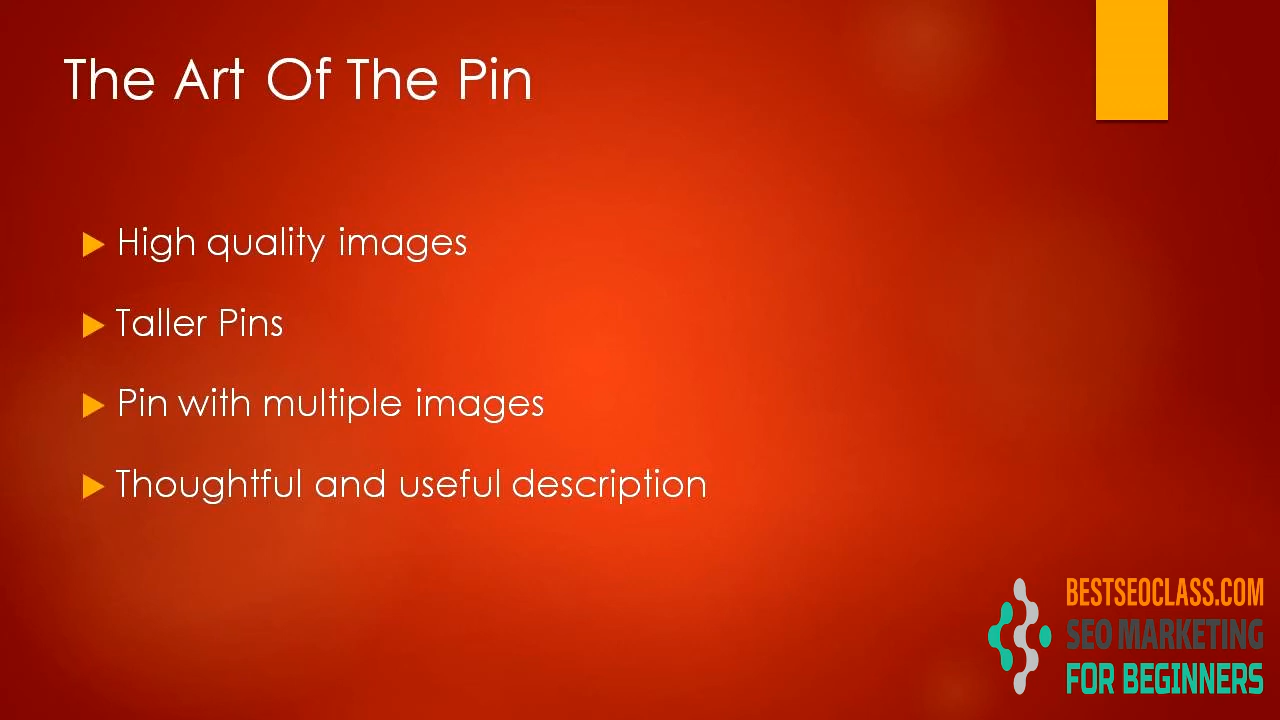 The Art Of The Pin
High quality images
Taller Pins
Pin with multiple images
Thoughtful and useful description
BESTSEOCLASS.COM
SEO MARKETING
FOR BEGINNERS